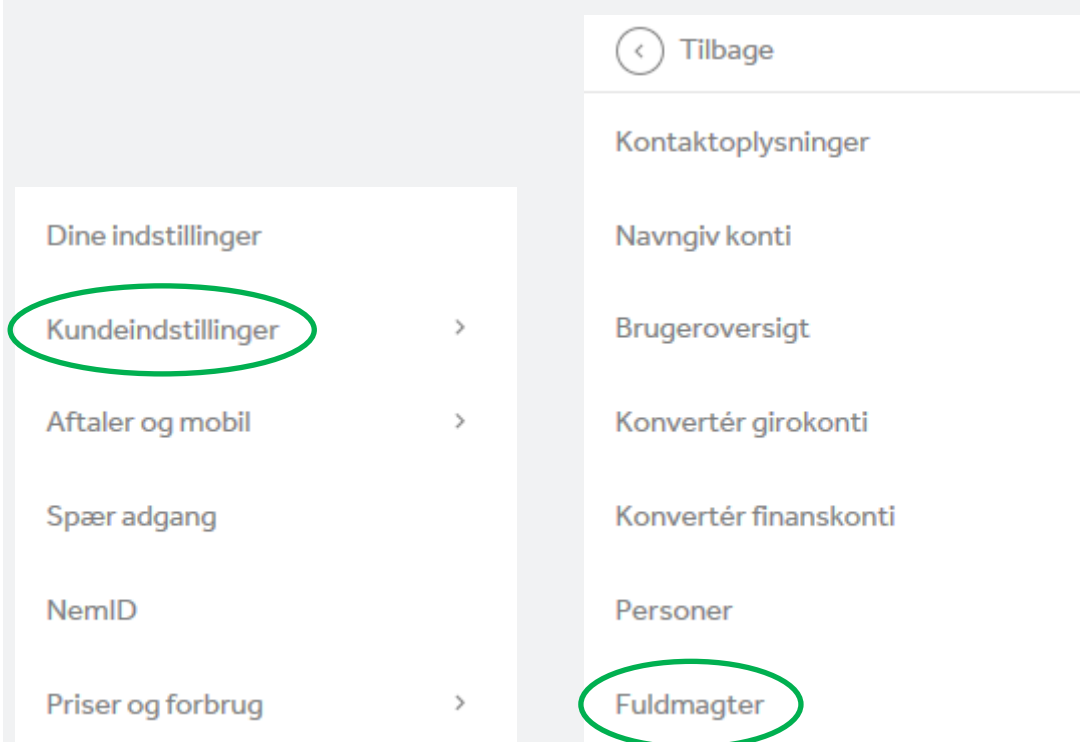 Dine indstillinger
Kundeindstillinger
Aftaler og mobil
Spær adgang
NemID
Priser og forbrug
Tilbage
Kontaktoplysninger
Navngiv konti
Brugeroversigt
Konvertér girokonti
Konvertér finanskonti
Personer
Fuldmagter